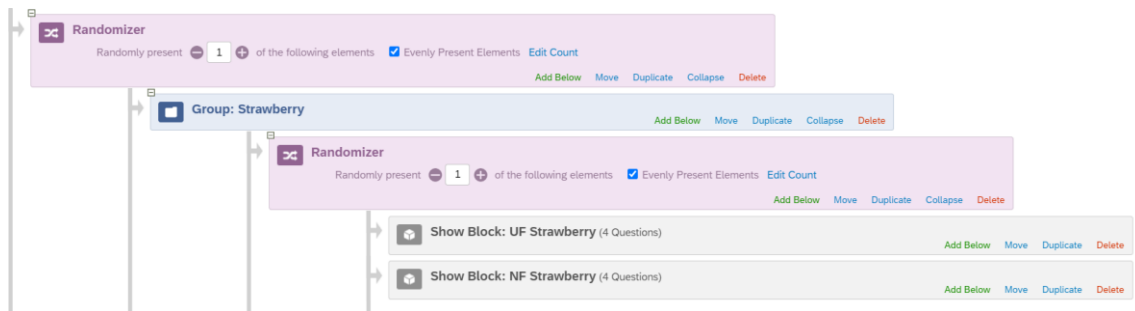 Randomizer
Randomly present 1 of the following elements Evenly Present Elements Edit Count
Add Below Move Duplicate Collapse Delete
Group: Strawberry
Add Below Move Duplicate Collapse Delete
Randomizer
Randomly present 1 of the following elements Evenly Present Elements Edit Count
Add Below Move Duplicate Collapse Delete
Show Block: UF Strawberry (4 Questions)
Add Below Move Duplicate Delete
Show Block: NF Strawberry (4 Questions)
Add Below Move Duplicate Delete